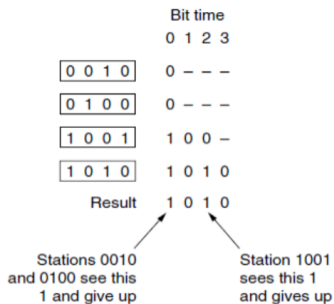 Bit time
0 1 2 3
0 0 1 0 0 – – –
0 1 0 0 0 – – –
1 0 0 1 1 0 0 –
1 0 1 0 1 0 1 0
Result 1 0 1 0
Stations 0010
and 0100 see this
1 and give up
Station 1001
sees this 1
and gives up